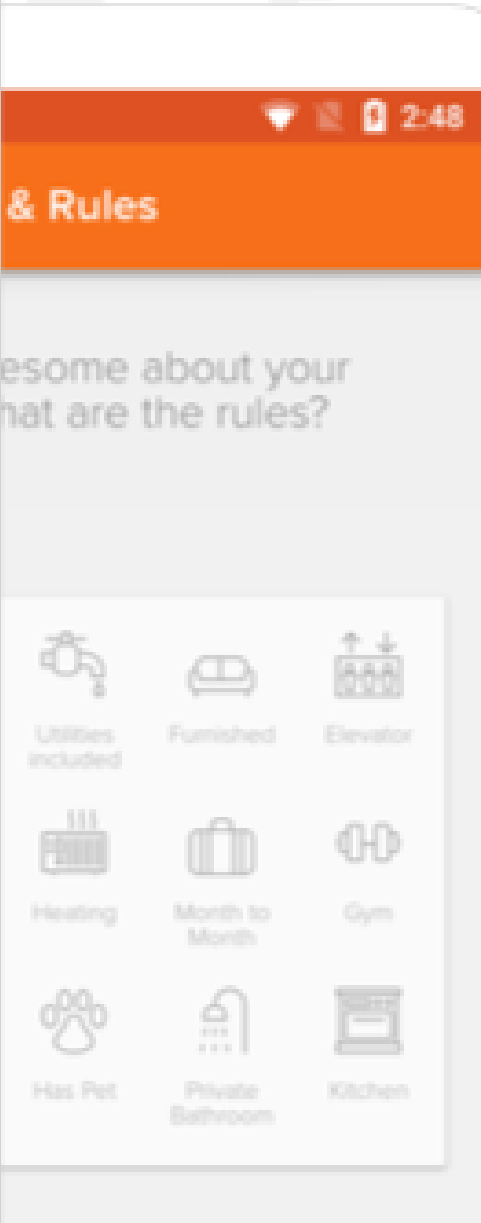 2:48
& Rules
esome about your
hat are the rules?
Utilities
included
Furnished
Elevator
Heating
Month to
Month
Gym
Has Pet
Private
Bathroom
Kitchen